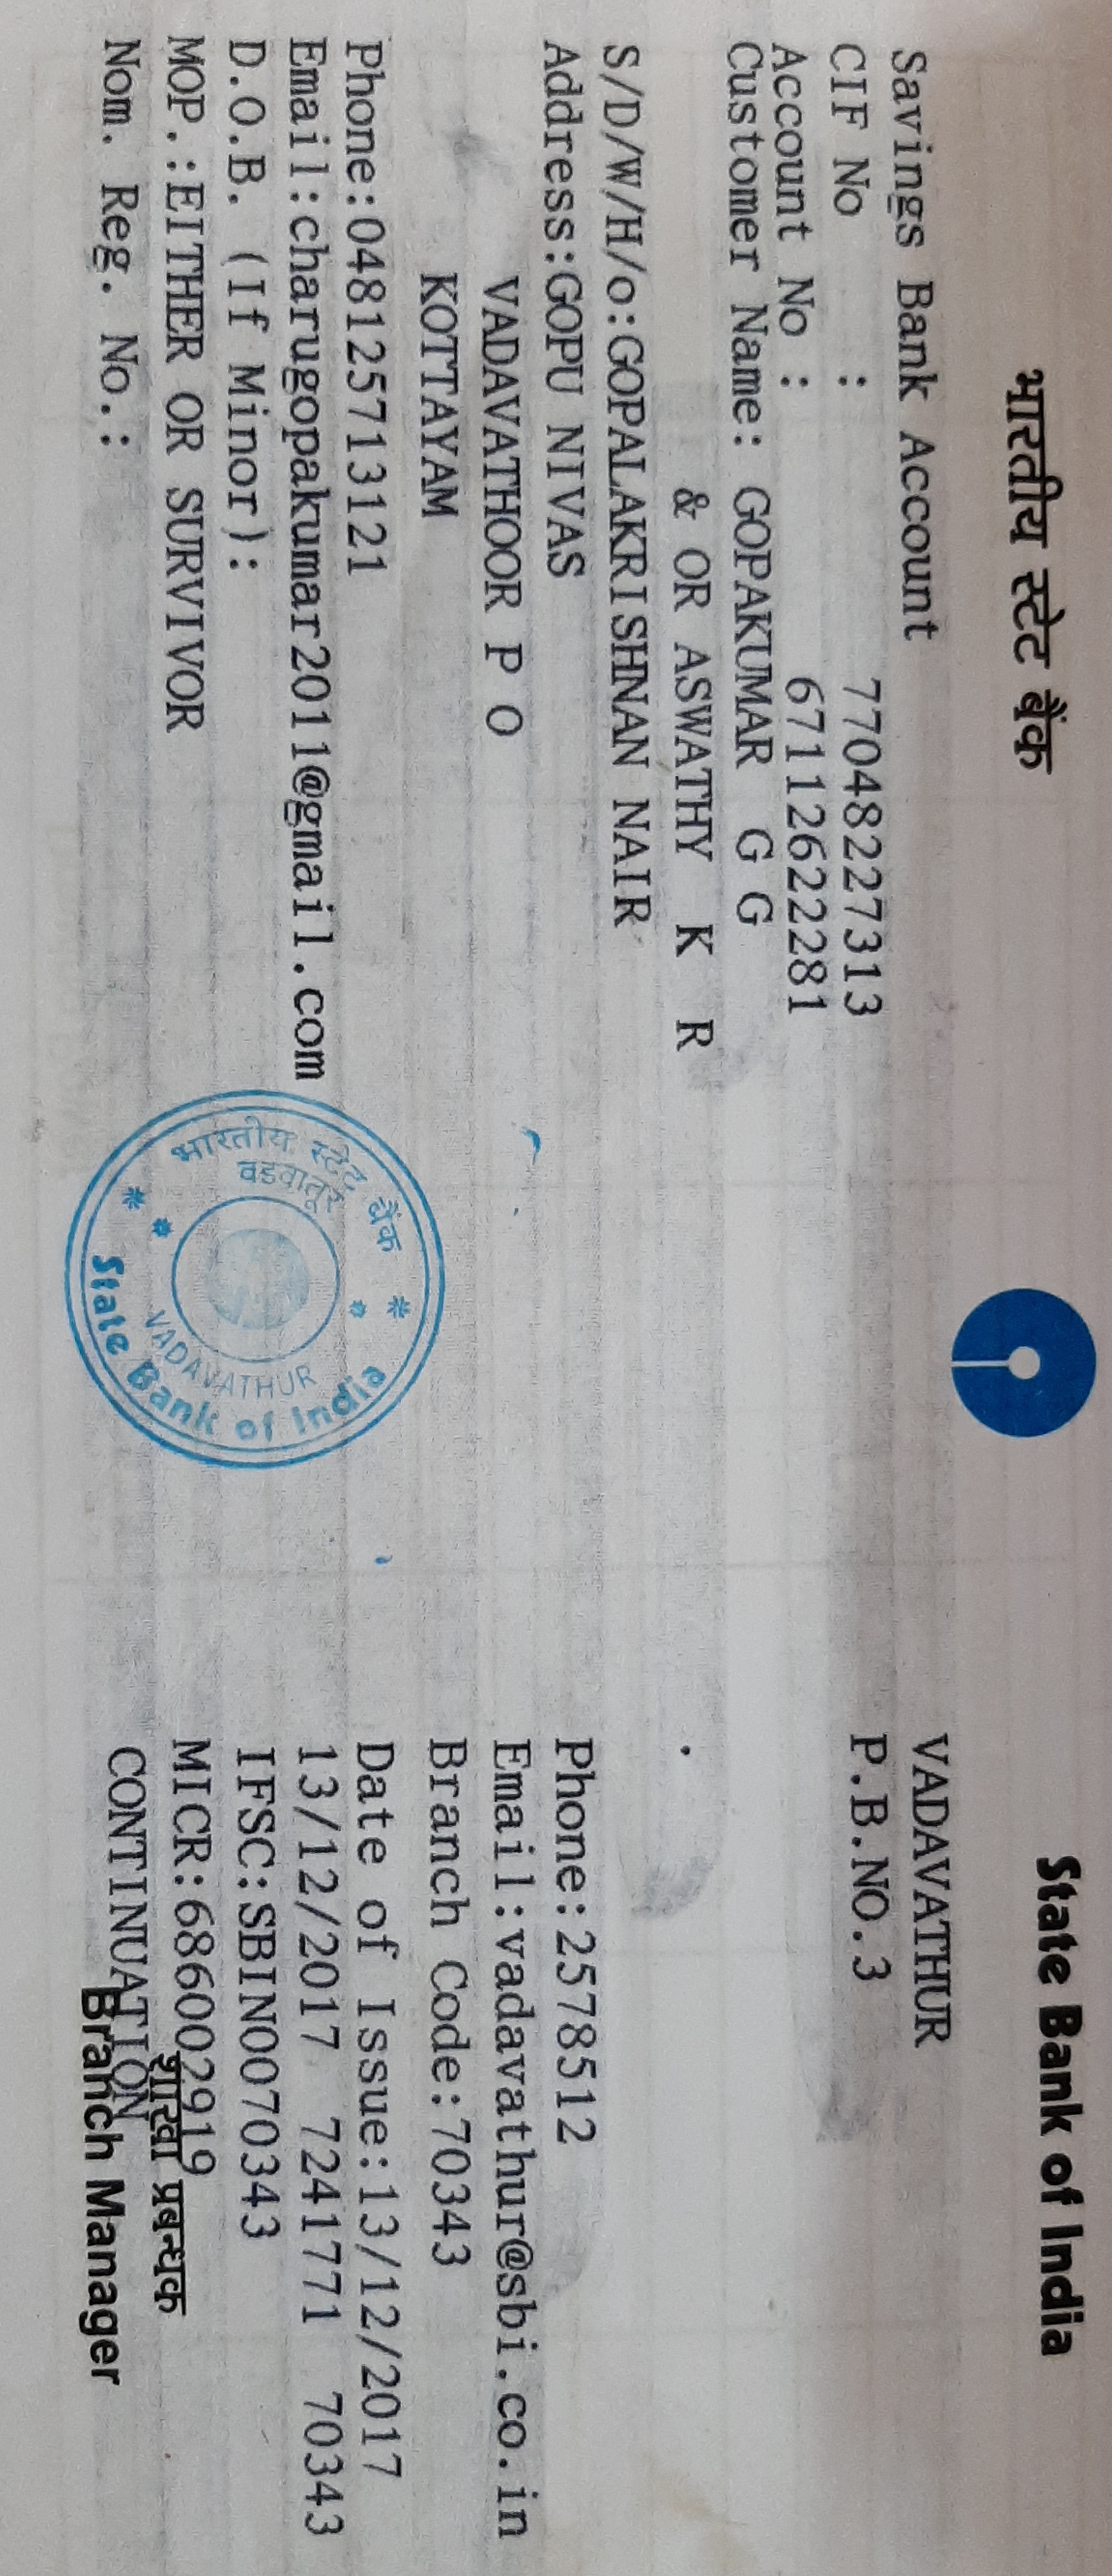 भारतीय स्टेट बैंक
State Bank of India
Savings Bank Account
CIF No : 77048227313
Account No : 67112622281
Customer Name: GOPAKUMAR G G
& OR ASWATHY K R
S/D/W/H/o:GOPALAKRISHNAN NAIR
Address:GOPU NIVAS
VADAVATHOOR P O
KOTTAYAM
Phone:04812571312​1
Email:charugopakumar2011@gmail.com
D.O.B. (If Minor):
MOP.:EITHER OR SURVIVOR
Nom. Reg. No.:
भारतीय स्टेट बैंक
वडवातूर
VADAVATHUR
State Bank of India
VADAVATHUR
P.B.NO.3
Phone:2578512
Email:vadavathur@sbi.co.in
Branch Code:70343
Date of Issue:13/12/2017
13/12/2017 7241771 70343
IFSC:SBIN0070343
MICR:686002919
CONTINUATION
शाखा प्रबन्धक
Branch Manager